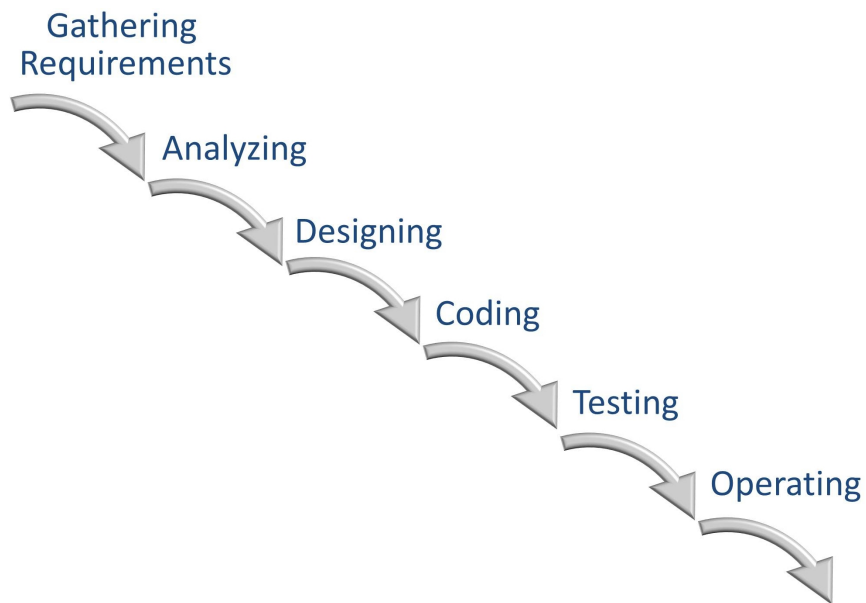 Gathering
Requirements
Analyzing
Designing
Coding
Testing
Operating